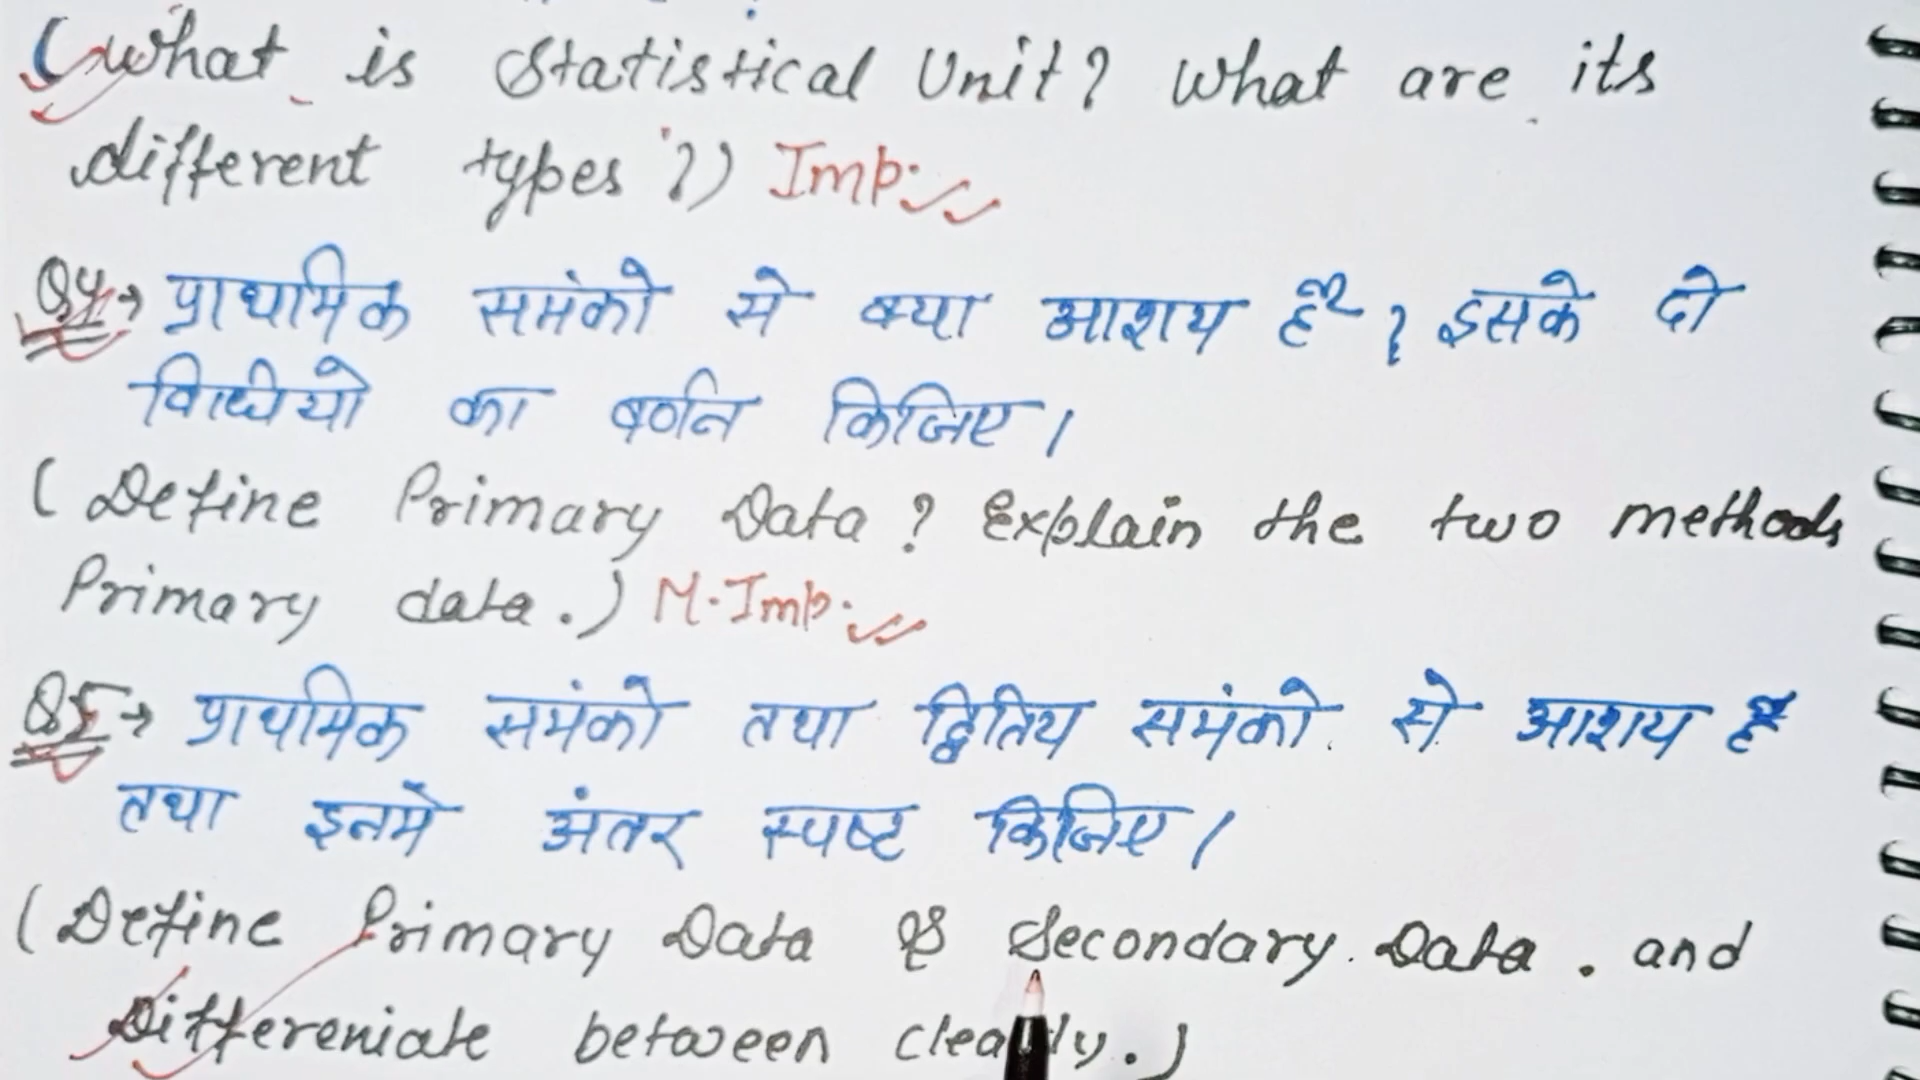 (what is Statistical Unit? What are its
different types?) Imp.
Q4→ प्राथमिक समंको से क्या आशय है? इसके दो
विधियो का बर्णन किजिए।
(Define Primary Data? Explain the two methods
Primary data.) M.Imp.
Q5→ प्राथमिक समंको तथा द्वितिय समंको से आशय है
तथा इनमे अंतर स्पष्ट किजिए।
(Define Primary Data & Secondary Data. and
Differeniate between clearly.)